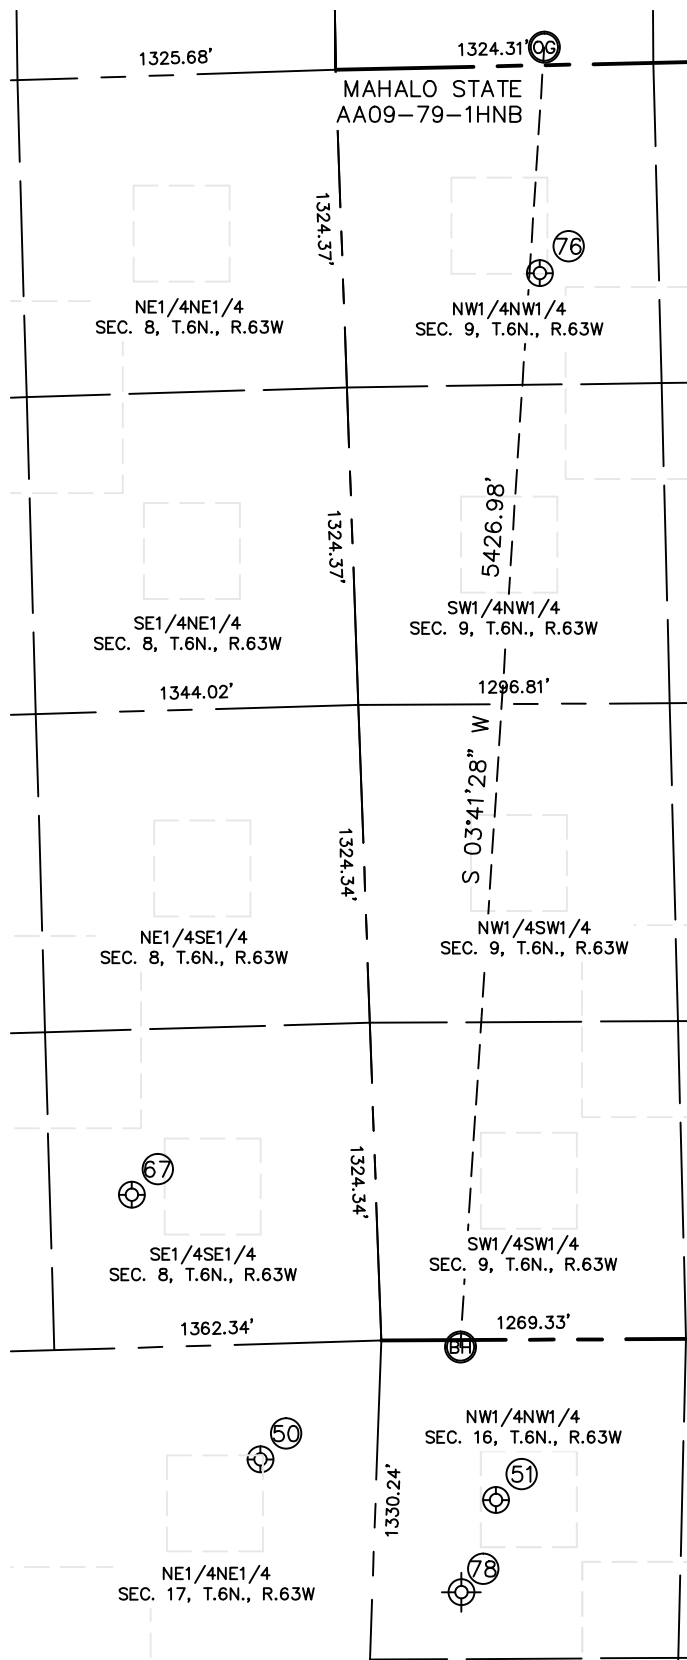 1325.68'
1324.31'
OG
MAHALO STATE
AA09-79-1HNB
1324.37'
76
NE1/4NE1/4
SEC. 8, T.6N., R.63W
NW1/4NW1/4
SEC. 9, T.6N., R.63W
5426.98'
1324.37'
SE1/4NE1/4
SEC. 8, T.6N., R.63W
SW1/4NW1/4
SEC. 9, T.6N., R.63W
1344.02'
1296.81'
S 03°41'28" W
1324.34'
NE1/4SE1/4
SEC. 8, T.6N., R.63W
NW1/4SW1/4
SEC. 9, T.6N., R.63W
67
1324.34'
SE1/4SE1/4
SEC. 8, T.6N., R.63W
SW1/4SW1/4
SEC. 9, T.6N., R.63W
1362.34'
1269.33'
BH
50
NW1/4NW1/4
SEC. 16, T.6N., R.63W
51
1330.24'
78
NE1/4NE1/4
SEC. 17, T.6N., R.63W